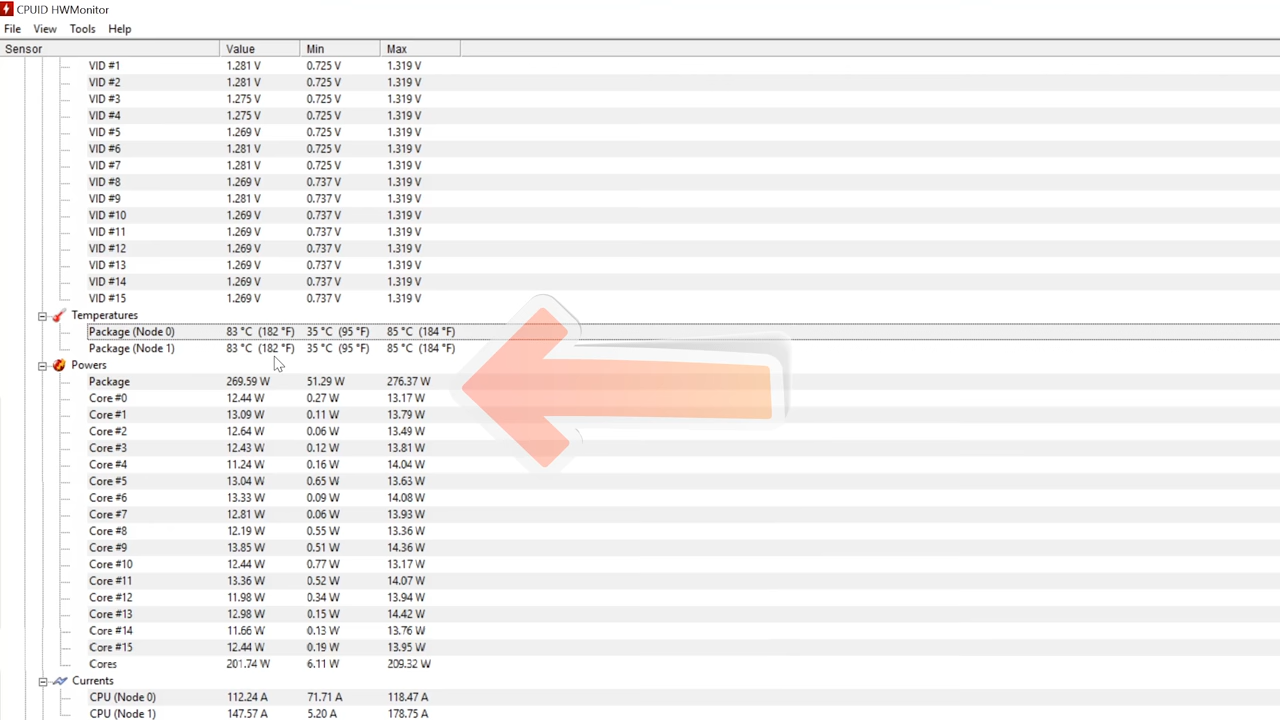 CPUID HWMonitor
File View Tools Help
Sensor Value Min Max
VID #1 1.281 V 0.725 V 1.319 V
VID #2 1.281 V 0.725 V 1.319 V
VID #3 1.275 V 0.725 V 1.319 V
VID #4 1.275 V 0.725 V 1.319 V
VID #5 1.269 V 0.725 V 1.319 V
VID #6 1.281 V 0.725 V 1.319 V
VID #7 1.281 V 0.725 V 1.319 V
VID #8 1.269 V 0.737 V 1.319 V
VID #9 1.281 V 0.737 V 1.319 V
VID #10 1.269 V 0.737 V 1.319 V
VID #11 1.269 V 0.737 V 1.319 V
VID #12 1.269 V 0.737 V 1.319 V
VID #13 1.269 V 0.737 V 1.319 V
VID #14 1.269 V 0.737 V 1.319 V
VID #15 1.269 V 0.737 V 1.319 V
Temperatures
Package (Node 0) 83 °C (182 °F) 35 °C (95 °F) 85 °C (184 °F)
Package (Node 1) 83 °C (182 °F) 35 °C (95 °F) 85 °C (184 °F)
Powers
Package 269.59 W 51.29 W 276.37 W
Core #0 12.44 W 0.27 W 13.17 W
Core #1 13.09 W 0.11 W 13.79 W
Core #2 12.64 W 0.06 W 13.49 W
Core #3 12.43 W 0.12 W 13.81 W
Core #4 11.24 W 0.16 W 14.04 W
Core #5 13.04 W 0.65 W 13.63 W
Core #6 13.33 W 0.09 W 14.08 W
Core #7 12.81 W 0.06 W 13.93 W
Core #8 12.19 W 0.55 W 13.36 W
Core #9 13.85 W 0.51 W 14.36 W
Core #10 12.44 W 0.77 W 13.17 W
Core #11 13.36 W 0.52 W 14.07 W
Core #12 11.98 W 0.34 W 13.94 W
Core #13 12.98 W 0.15 W 14.42 W
Core #14 11.66 W 0.13 W 13.76 W
Core #15 12.44 W 0.19 W 13.95 W
Cores 201.74 W 6.11 W 209.32 W
Currents
CPU (Node 0) 112.24 A 71.71 A 118.47 A
CPU (Node 1) 147.57 A 5.20 A 178.75 A